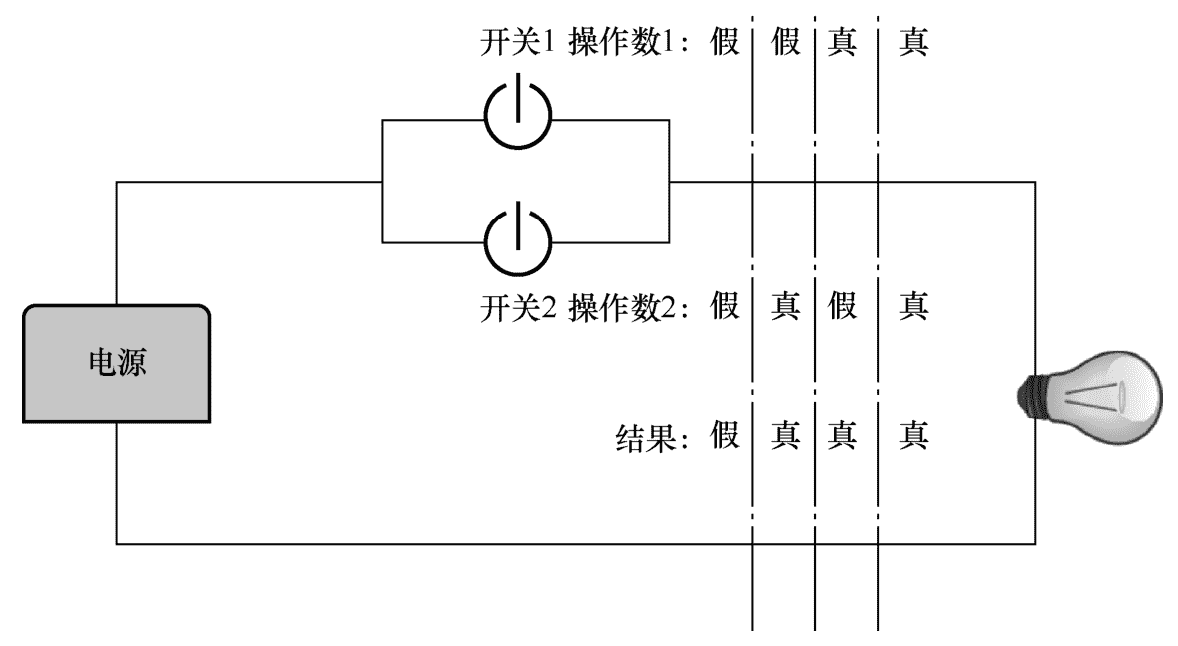 开关1 操作数1: 假 假 真 真
开关2 操作数2: 假 真 假 真
电源
结果: 假 真 真 真